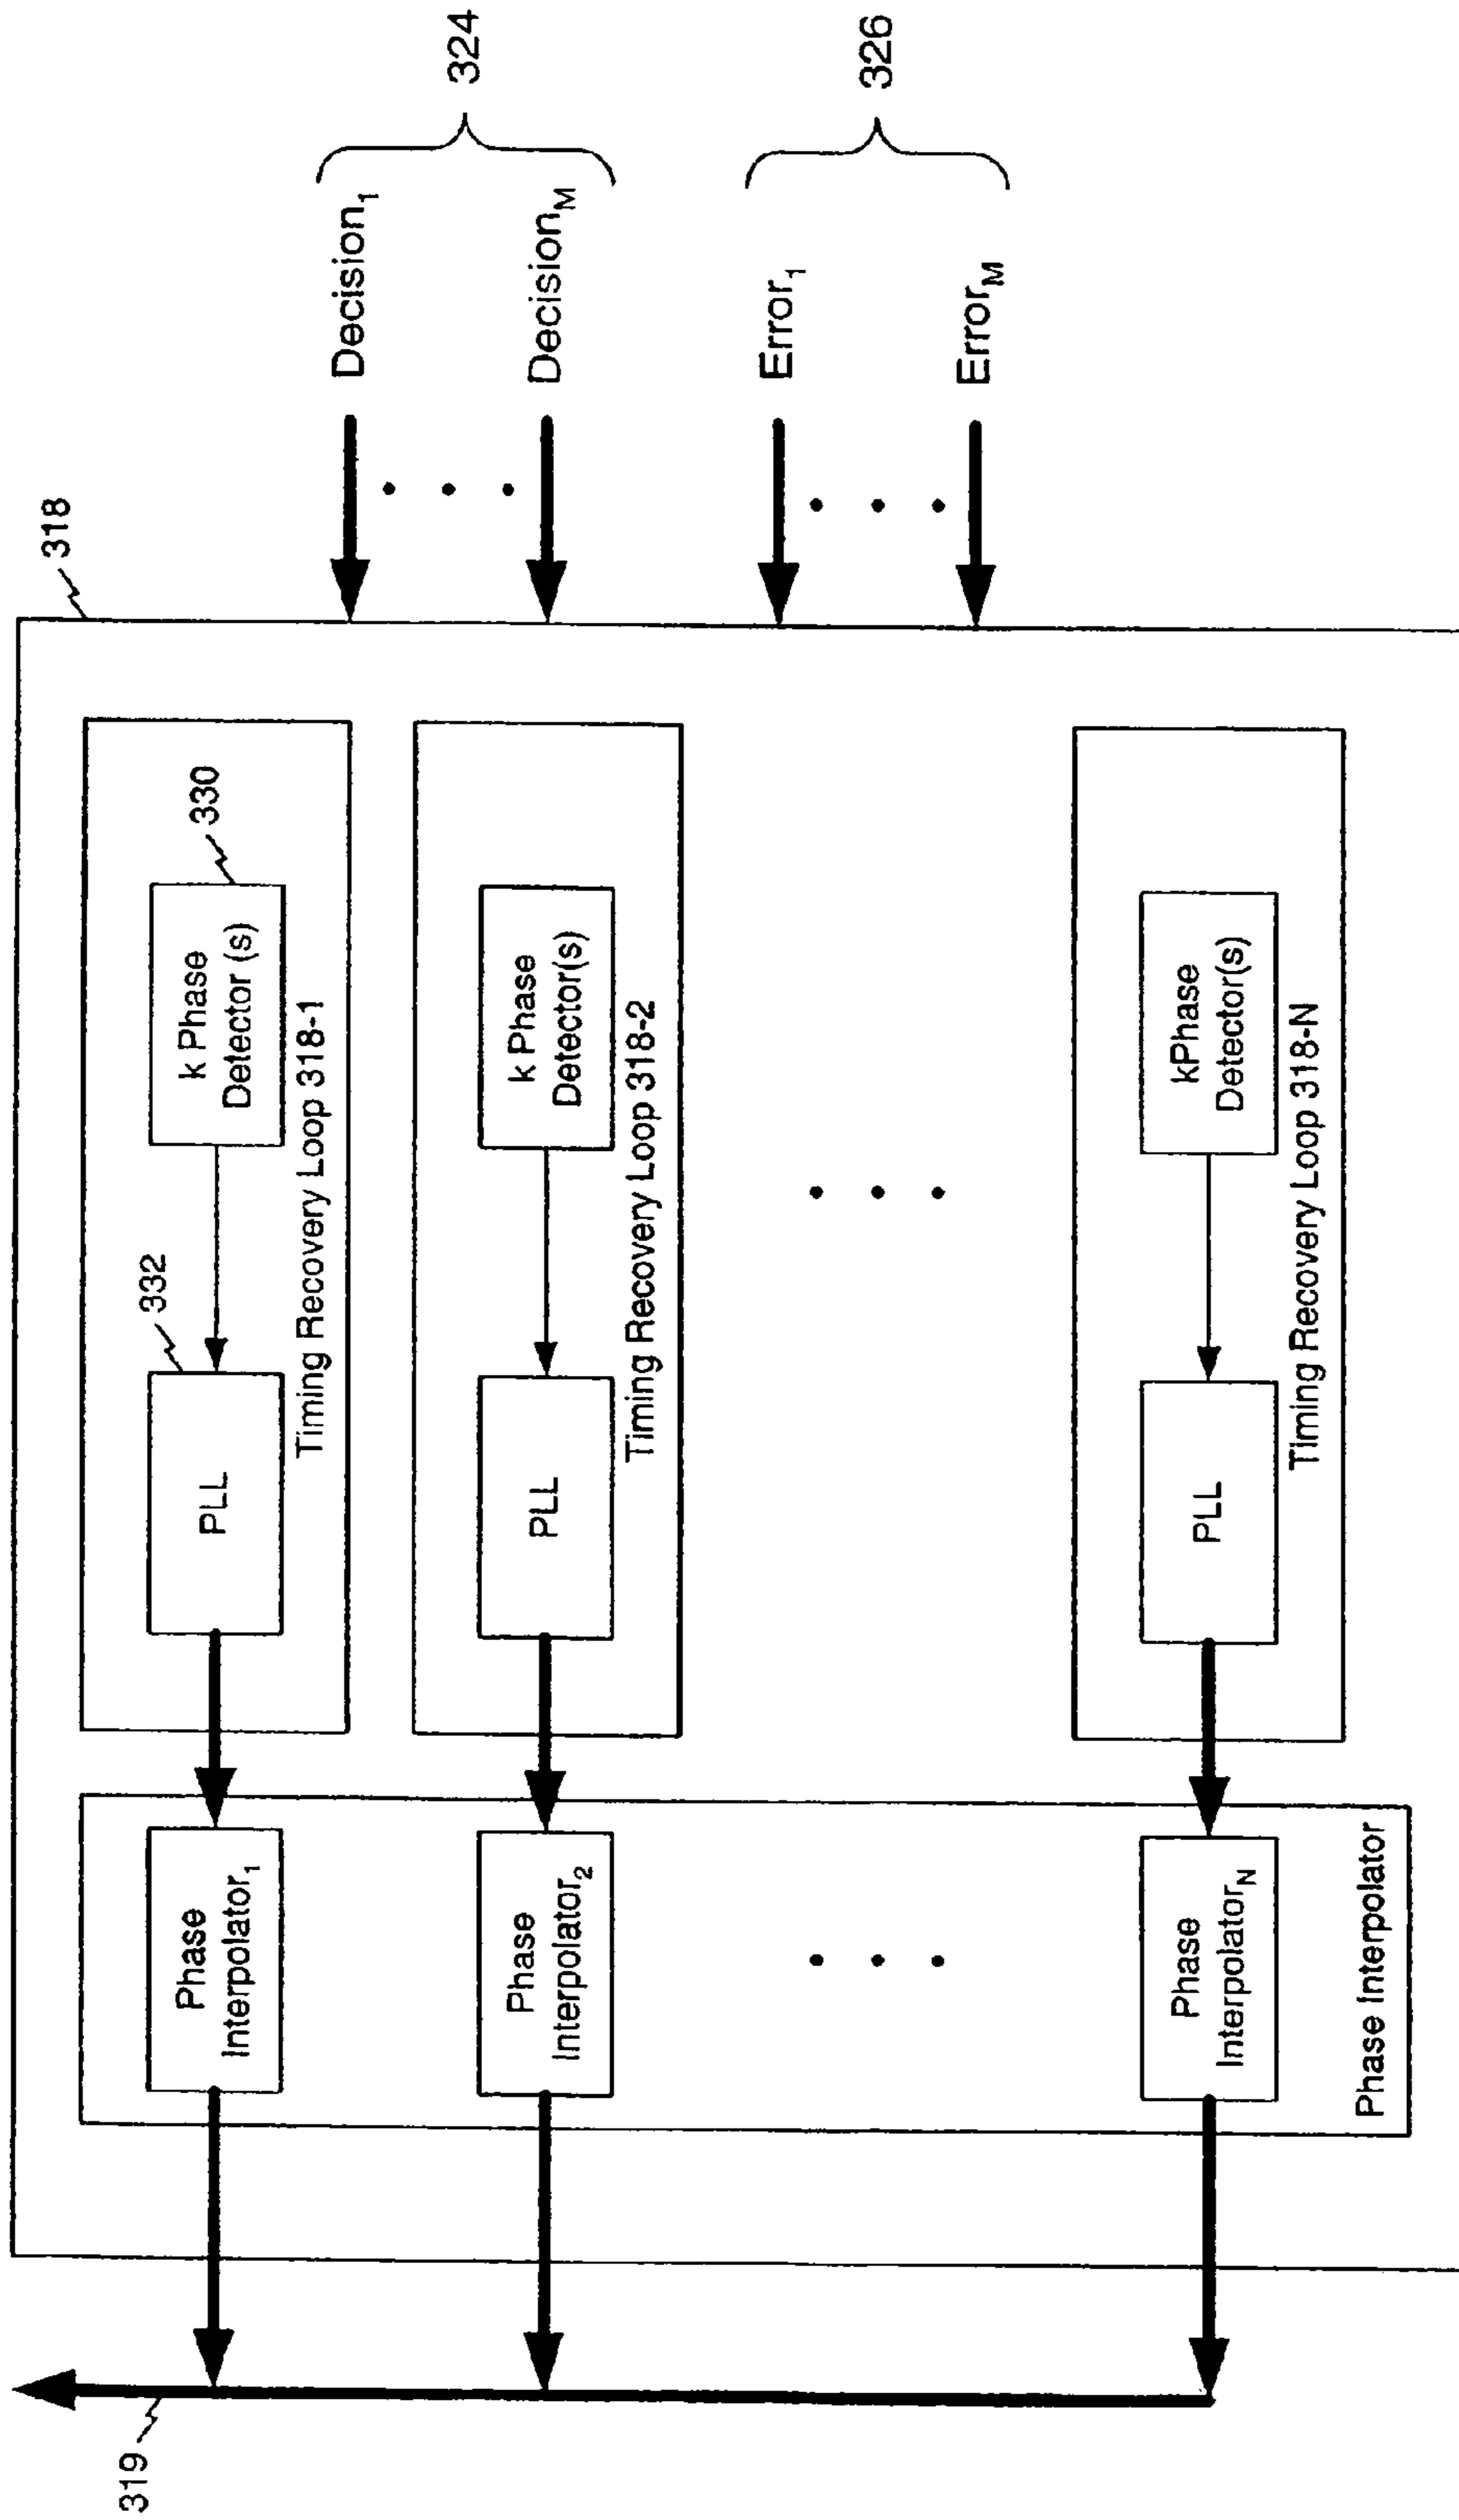 318
Decision1
DecisionM
324
Error1
ErrorM
326
330
k Phase
Detector (s)
332
PLL
Timing Recovery Loop 318-1
k Phase
Detector(s)
PLL
Timing Recovery Loop 318-2
kPhase
Detector(s)
PLL
Timing Recovery Loop 318-N
Phase
Interpolator1
Phase
Interpolator2
Phase
InterpolatorN
Phase Interpolator
319